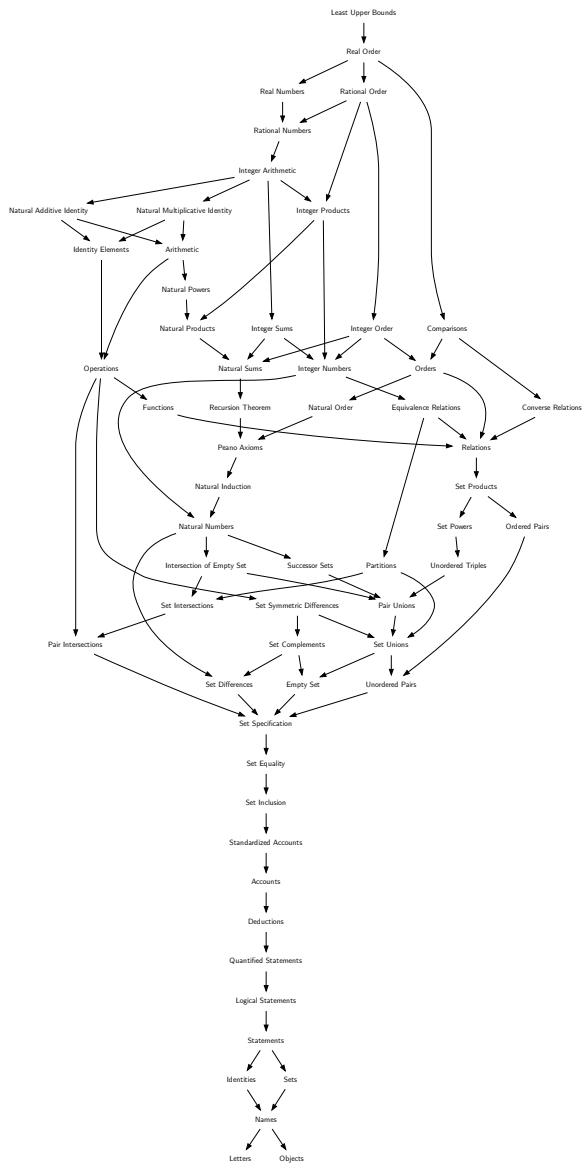 Least Upper Bounds
Real Order
Real Numbers Rational Order
Rational Numbers
Integer Arithmetic
Natural Additive Identity Natural Multiplicative Identity Integer Products
Identity Elements Arithmetic
Natural Powers
Natural Products Integer Sums Integer Order Comparisons
Operations Natural Sums Integer Numbers Orders
Functions Recursion Theorem Natural Order Equivalence Relations Converse Relations
Peano Axioms Relations
Natural Induction Set Products
Natural Numbers Set Powers Ordered Pairs
Intersection of Empty Set Successor Sets Partitions Unordered Triples
Set Intersections Set Symmetric Differences Pair Unions
Pair Intersections Set Complements Set Unions
Set Differences Empty Set Unordered Pairs
Set Specification
Set Equality
Set Inclusion
Standardized Accounts
Accounts
Deductions
Quantified Statements
Logical Statements
Statements
Identities Sets
Names
Letters Objects